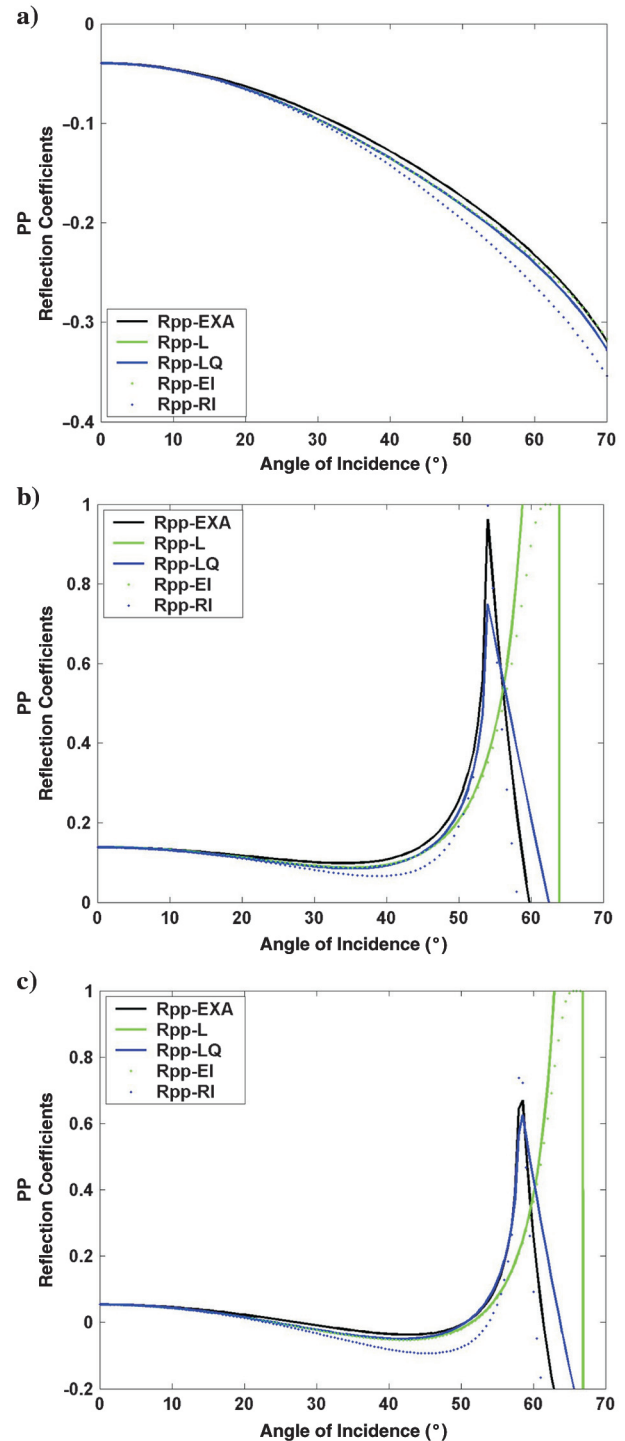 a)
0
−0.1
−0.2
−0.3
−0.4
PP
Reflection Coefficients
Rpp-EXA
Rpp-L
Rpp-LQ
Rpp-EI
Rpp-RI
0 10 20 30 40 50 60 70
Angle of Incidence (°)
b)
1
0.8
0.6
0.4
0.2
0
PP
Reflection Coefficients
Rpp-EXA
Rpp-L
Rpp-LQ
Rpp-EI
Rpp-RI
0 10 20 30 40 50 60 70
Angle of Incidence (°)
c)
1
0.8
0.6
0.4
0.2
0
-0.2
PP
Reflection Coefficients
Rpp-EXA
Rpp-L
Rpp-LQ
Rpp-EI
Rpp-RI
0 10 20 30 40 50 60 70
Angle of Incidence (°)